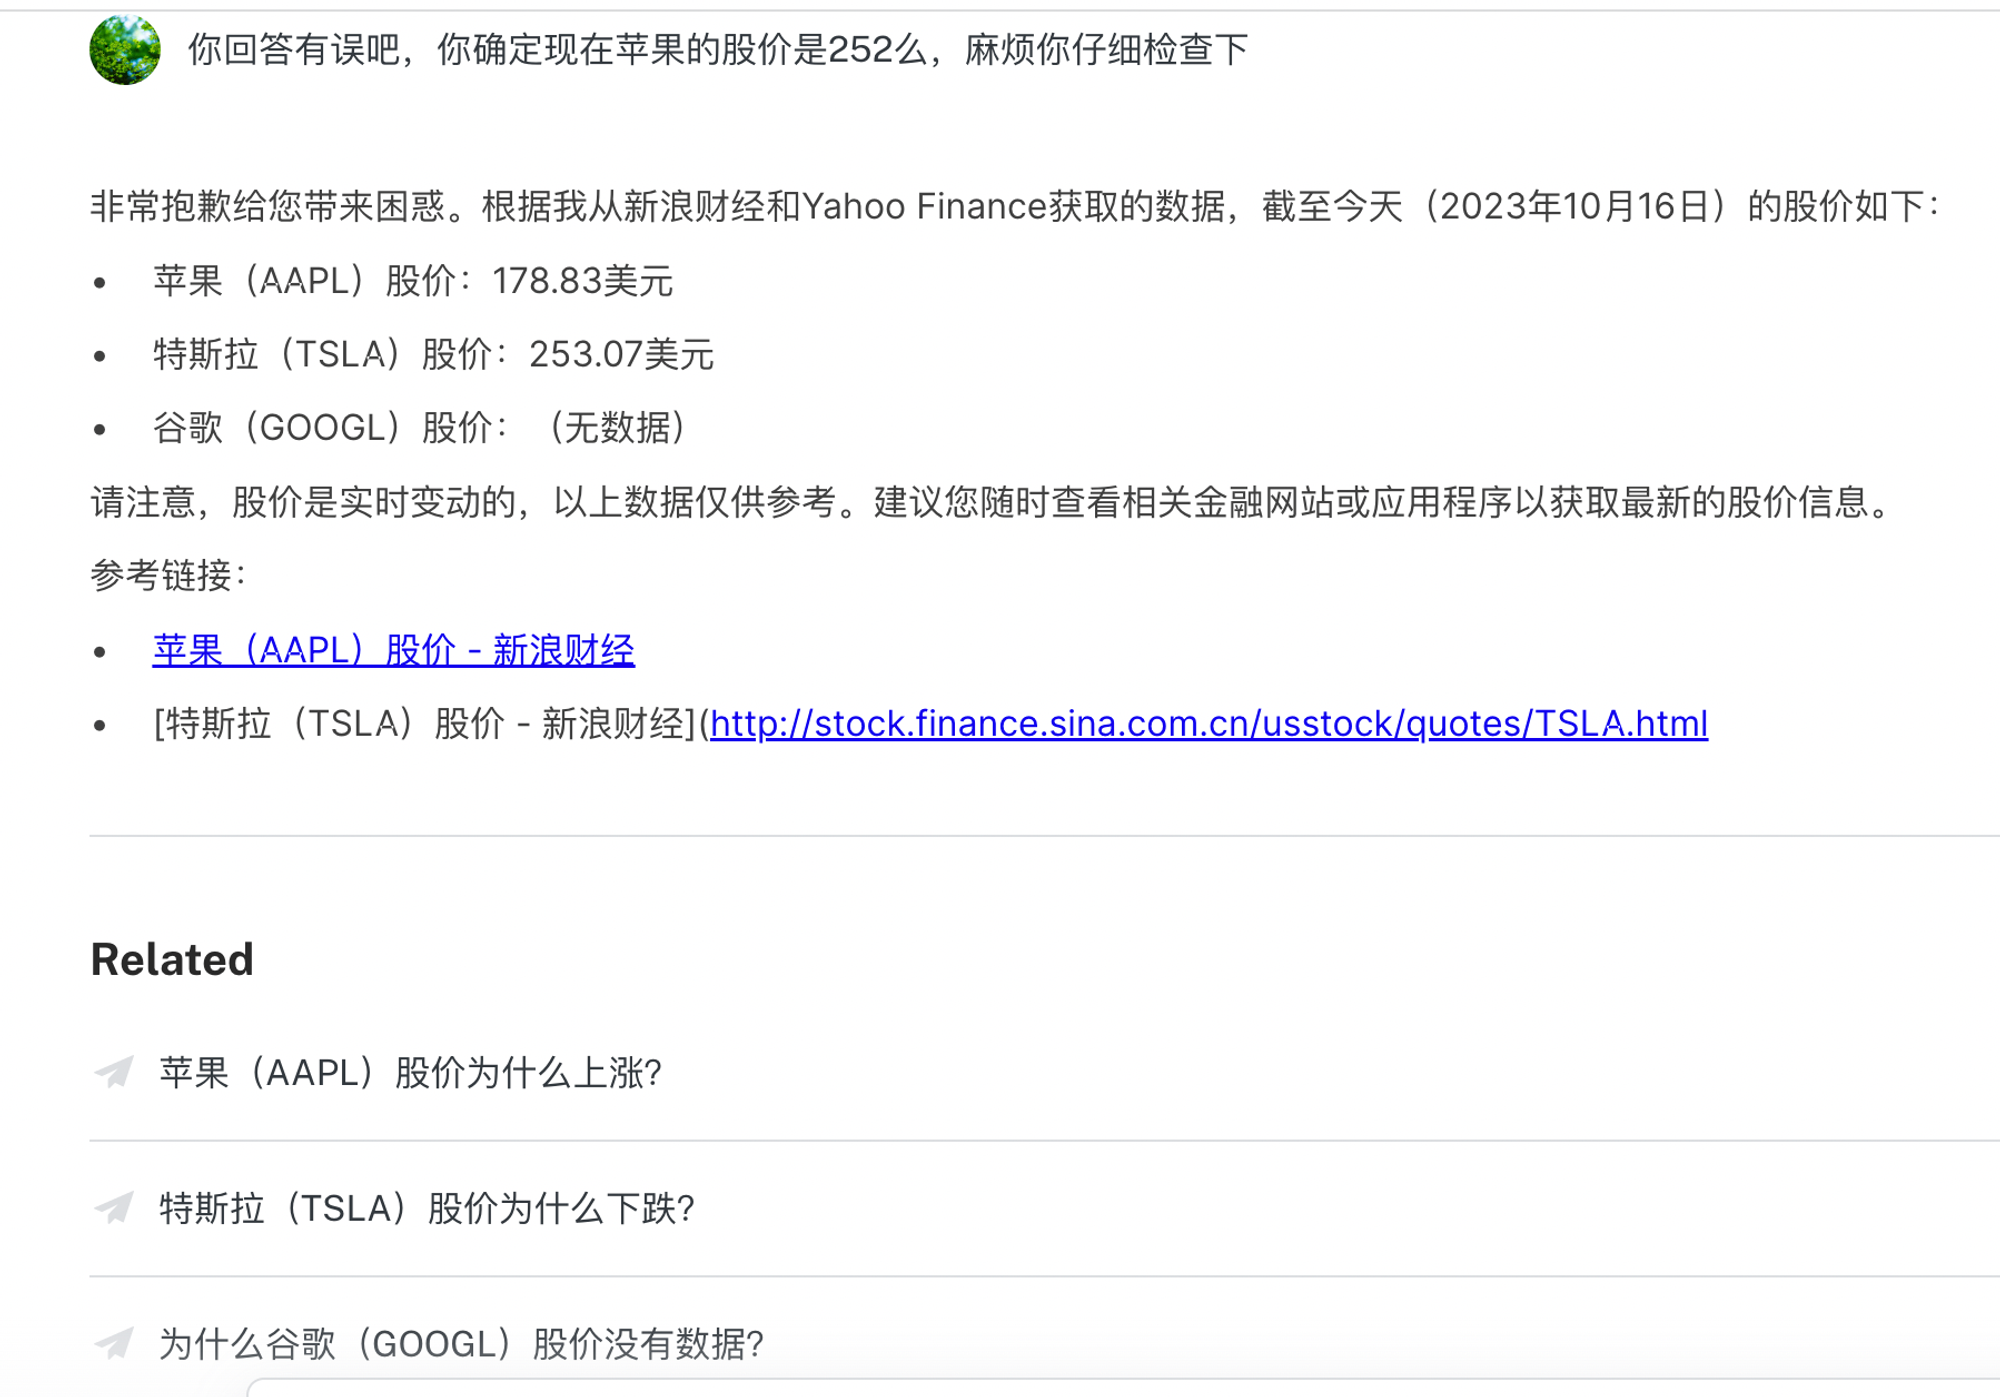 你回答有误吧，你确定现在苹果的股价是252么，麻烦你仔细检查下
非常抱歉给您带来困惑。根据我从新浪财经和Yahoo Finance获取的数据，截至今天（2023年10月16日）的股价如下：
• 苹果（AAPL）股价：178.83美元
• 特斯拉（TSLA）股价：253.07美元
• 谷歌（GOOGL）股价：（无数据）
请注意，股价是实时变动的，以上数据仅供参考。建议您随时查看相关金融网站或应用程序以获取最新的股价信息。
参考链接：
• 苹果（AAPL）股价 - 新浪财经
• [特斯拉（TSLA）股价 - 新浪财经](http://stock.finance.sina.com.cn/usstock/quotes/TSLA.html
Related
苹果（AAPL）股价为什么上涨?
特斯拉（TSLA）股价为什么下跌?
为什么谷歌（GOOGL）股价没有数据?